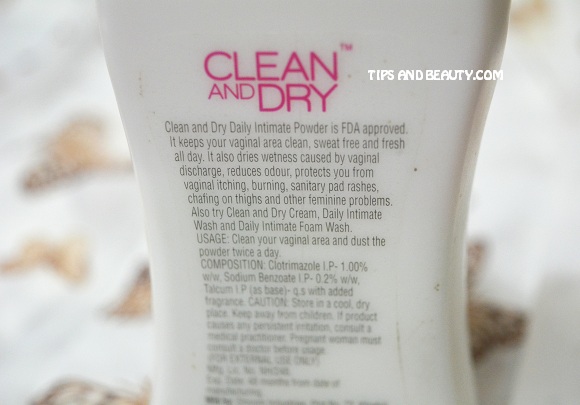 CLEAN™
AND DRY
TIPS AND BEAUTY.COM
Clean and Dry Daily Intimate Powder is FDA approved.
It keeps your vaginal area clean, sweat free and fresh
all day. It also dries wetness caused by vaginal
discharge, reduces odour, protects you from
vaginal itching, burning, sanitary pad rashes,
chafing on thighs and other feminine problems.
Also try Clean and Dry Cream, Daily Intimate
Wash and Daily Intimate Foam Wash.
USAGE: Clean your vaginal area and dust the
powder twice a day.
COMPOSITION: Clotrimazole I.P- 1.00%
w/w, Sodium Benzoate I.P- 0.2% w/w,
Talcum I.P (as base)- q.s with added
fragrance. CAUTION: Store in a cool, dry
place. Keep away from children. If product
causes any persistent irritation, consult a
medical practitioner. Pregnant woman must
consult a doctor before usage.
(FOR EXTERNAL USE ONLY)
Mfg. Lic. No.
Exp. Date: 48 months from date of
manufacturing.